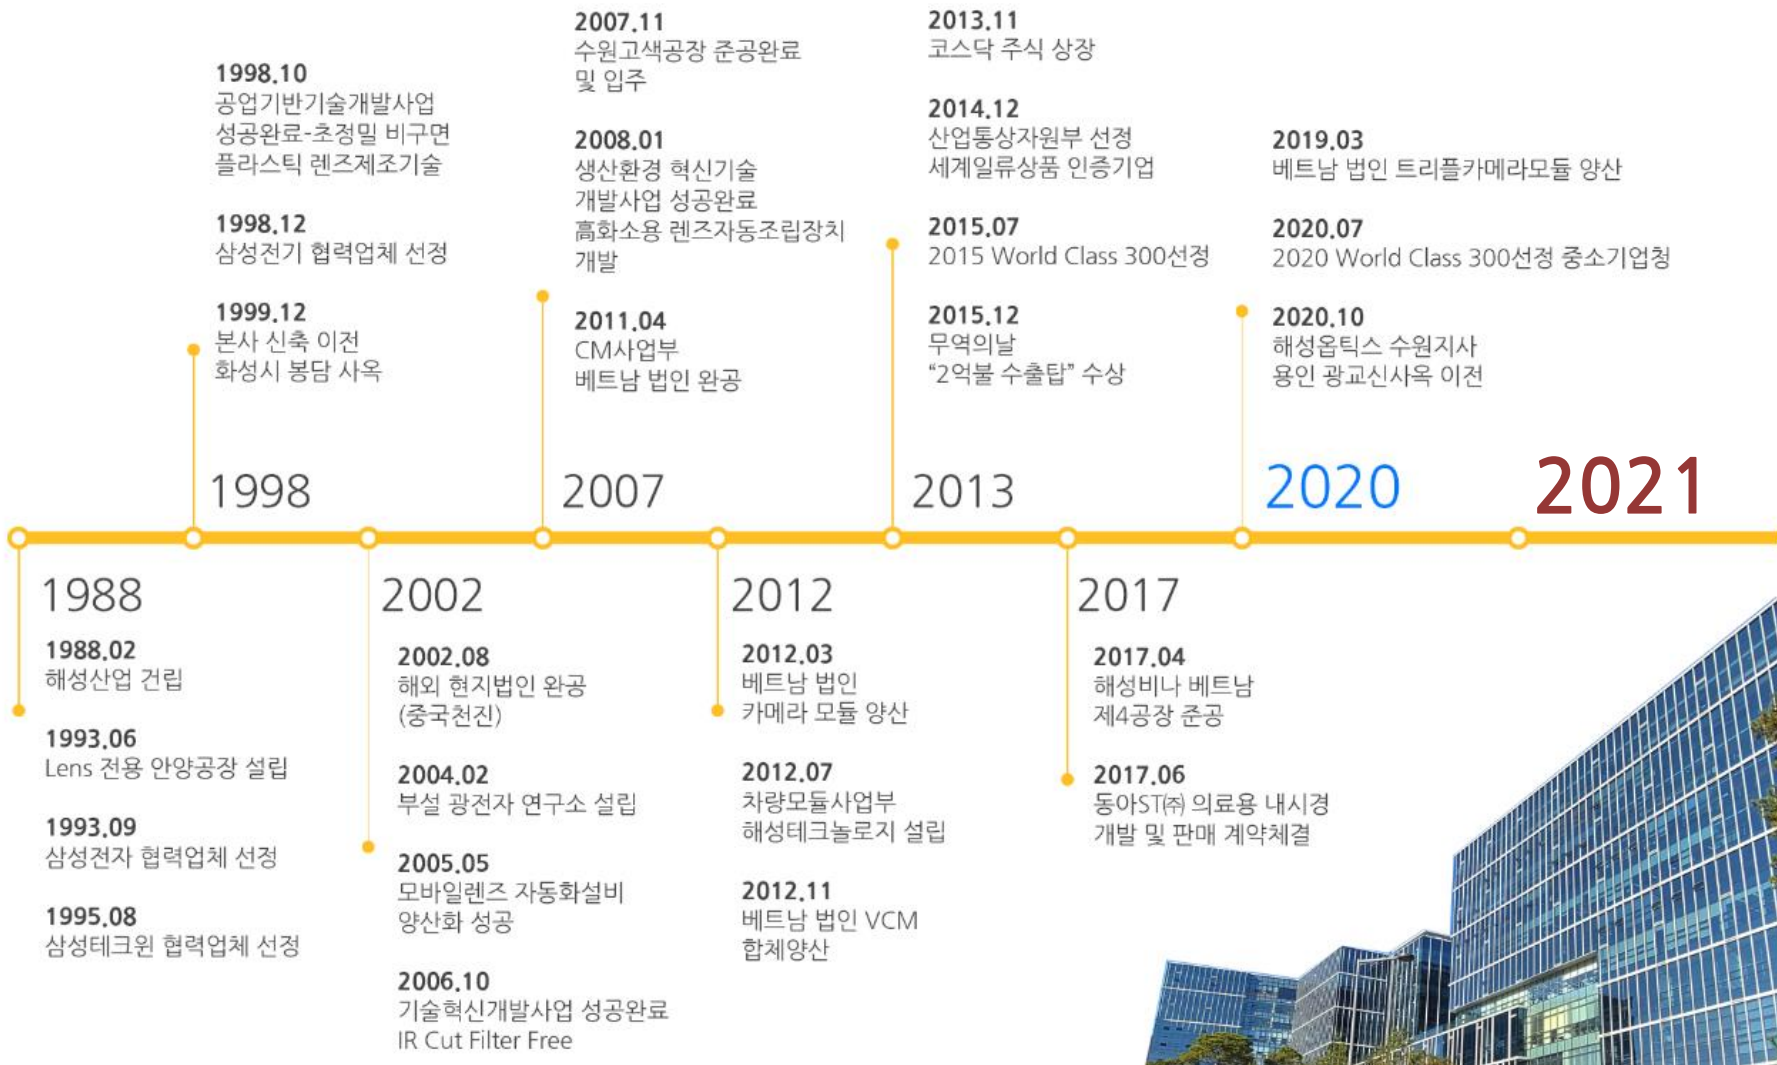 2007.11
수원고색공장 준공완료
및 입주
2008.01
생산환경 혁신기술
개발사업 성공완료
高화소용 렌즈자동조립장치
개발
2011.04
CM사업부
베트남 법인 완공
2013.11
코스닥 주식 상장
2014.12
산업통상자원부 선정
세계일류상품 인증기업
2015.07
2015 World Class 300선정
2015.12
무역의날
“2억불 수출탑” 수상
1998.10
공업기반기술개발사업
성공완료-초정밀 비구면
플라스틱 렌즈제조기술
1998.12
삼성전기 협력업체 선정
1999.12
본사 신축 이전
화성시 봉담 사옥
2019.03
베트남 법인 트리플카메라모듈 양산
2020.07
2020 World Class 300선정 중소기업청
2020.10
해성옵틱스 수원지사
용인 광교신사옥 이전
1998
2007
2013
2020
2021
1988
2002
2012
2017
1988.02
해성산업 건립
1993.06
Lens 전용 안양공장 설립
1993.09
삼성전자 협력업체 선정
1995.08
삼성테크윈 협력업체 선정
2002.08
해외 현지법인 완공
(중국천진)
2004.02
부설 광전자 연구소 설립
2005.05
모바일렌즈 자동화설비
양산화 성공
2006.10
기술혁신개발사업 성공완료
IR Cut Filter Free
2012.03
베트남 법인
카메라 모듈 양산
2012.07
차량모듈사업부
해성테크놀로지 설립
2012.11
베트남 법인 VCM
합체양산
2017.04
해성비나 베트남
제4공장 준공
2017.06
동아ST㈜ 의료용 내시경
개발 및 판매 계약체결